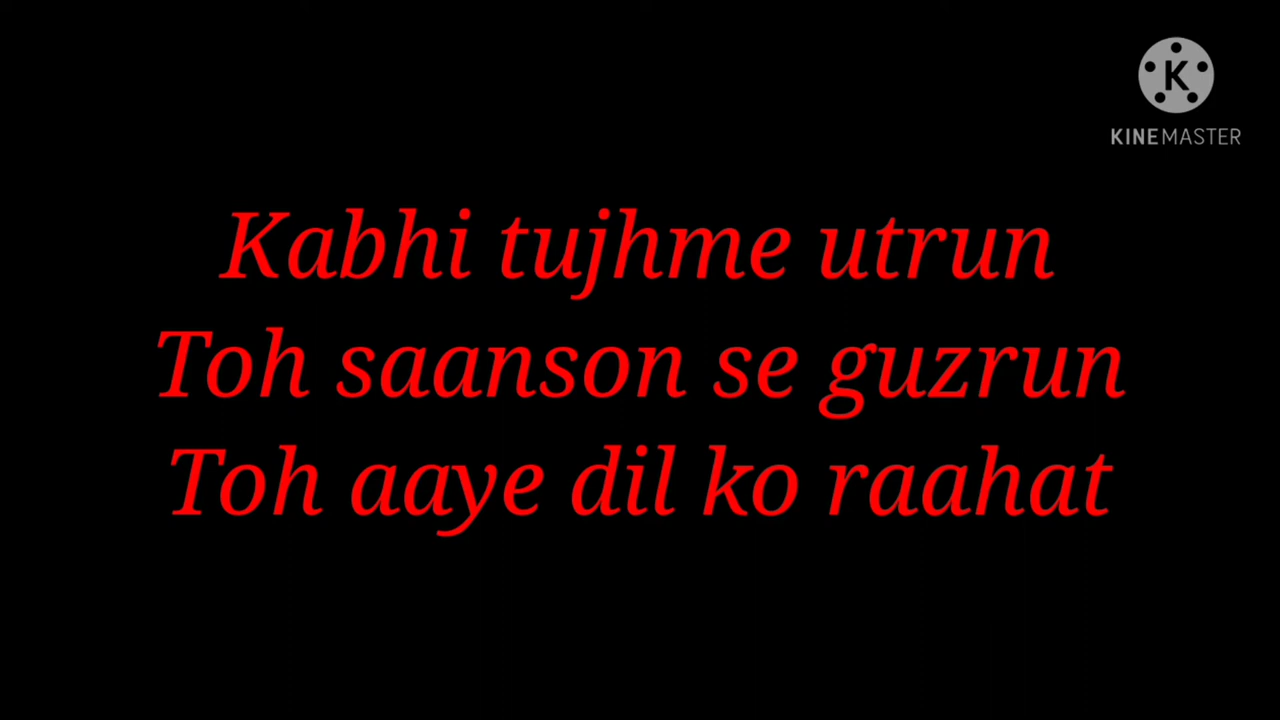 K
KINEMASTER
Kabhi tujhme utrun
Toh saanson se guzrun
Toh aaye dil ko raahat